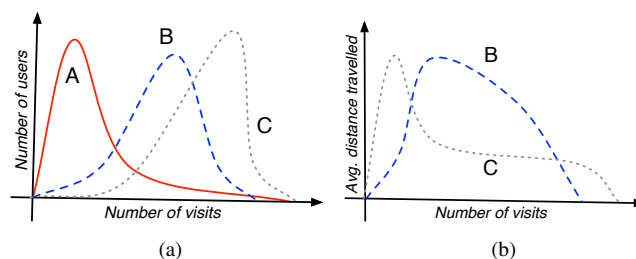 Number of users
A
B
C
Number of visits
(a)
Avg. distance travelled
B
C
Number of visits
(b)